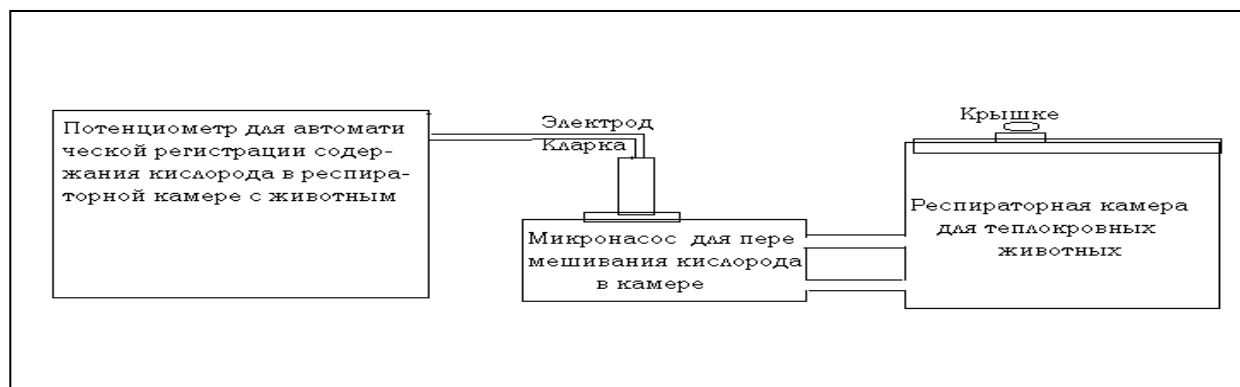 Потенциометр для автомати
ческой регистрации содер-
жания кислорода в респира-
торной камере с животным
Электрод
Кларка
Микронасос для пере
мешивания кислорода
в камере
Крышке
Респираторная камера
для теплокровных
животных